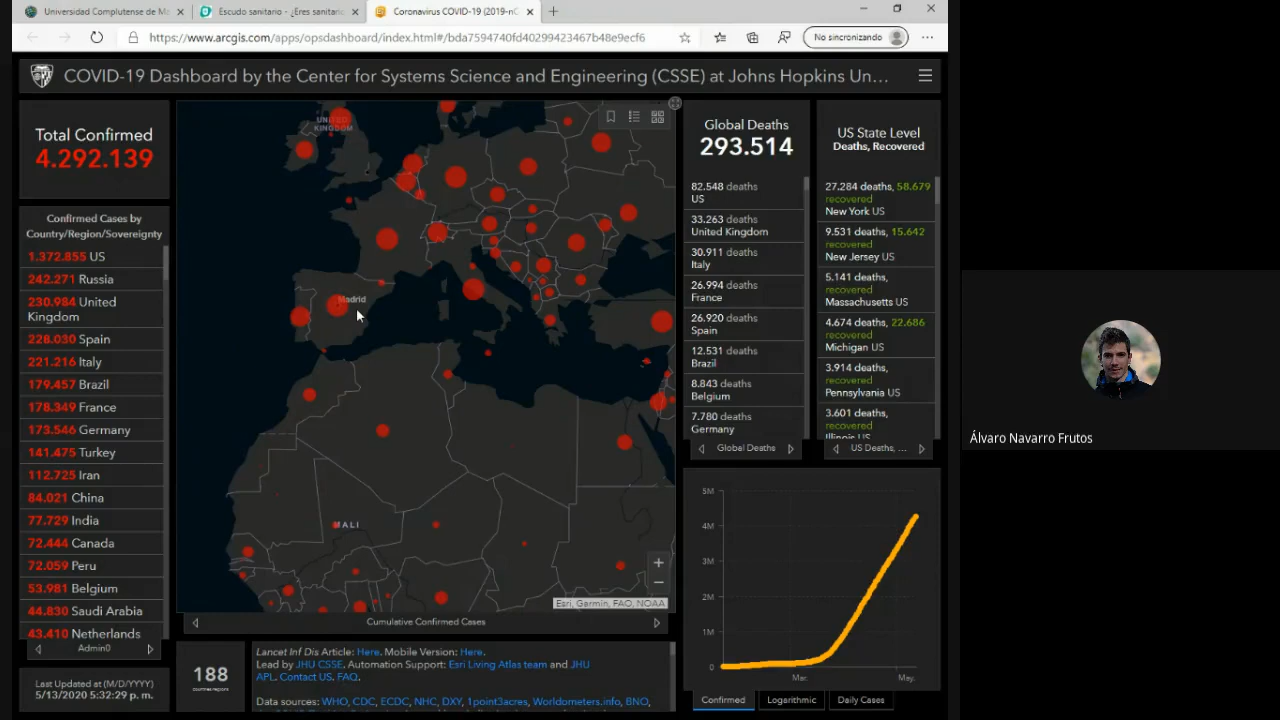 Universidad Complutense de Ma
Escudo sanitario - ¿Eres sanitari
Coronavirus COVID-19 (2019-nC
https://www.arcgis.com/apps/opsdashboard/index.html#/bda7594740fd40299423467b48e9ecf6
No sincronizando
COVID-19 Dashboard by the Center for Systems Science and Engineering (CSSE) at Johns Hopkins Un...
Total Confirmed
4.292.139
Confirmed Cases by
Country/Region/Sovereignty
1.372.855 US
242.271 Russia
230.984 United
Kingdom
228.030 Spain
221.216 Italy
179.457 Brazil
178.349 France
173.546 Germany
141.475 Turkey
112.725 Iran
84.021 China
77.729 India
72.444 Canada
72.059 Peru
53.981 Belgium
44.830 Saudi Arabia
43.410 Netherlands
Admin0
Last Updated at (M/D/YYYY)
5/13/2020 5:32:29 p. m.
UNITED
KINGDOM
Madrid
MALI
Esri, Garmin, FAO, NOAA
Cumulative Confirmed Cases
188
countries/regions
Lancet Inf Dis Article: Here. Mobile Version: Here.
Lead by JHU CSSE. Automation Support: Esri Living Atlas team and JHU
APL. Contact US. FAQ.
Data sources: WHO, CDC, ECDC, NHC, DXY, 1point3acres, Worldometers.info, BNO,
Global Deaths
293.514
82.548 deaths
US
33.263 deaths
United Kingdom
30.911 deaths
Italy
26.994 deaths
France
26.920 deaths
Spain
12.531 deaths
Brazil
8.843 deaths
Belgium
7.780 deaths
Germany
Global Deaths
US State Level
Deaths, Recovered
27.284 deaths, 58.679
recovered
New York US
9.531 deaths, 15.642
recovered
New Jersey US
5.141 deaths,
recovered
Massachusetts US
4.674 deaths, 22.686
recovered
Michigan US
3.914 deaths,
recovered
Pennsylvania US
3.601 deaths,
recovered
Illinois US
US Deaths, ...
5M
4M
3M
2M
1M
0
Mar.
May.
Confirmed
Logarithmic
Daily Cases
Álvaro Navarro Frutos